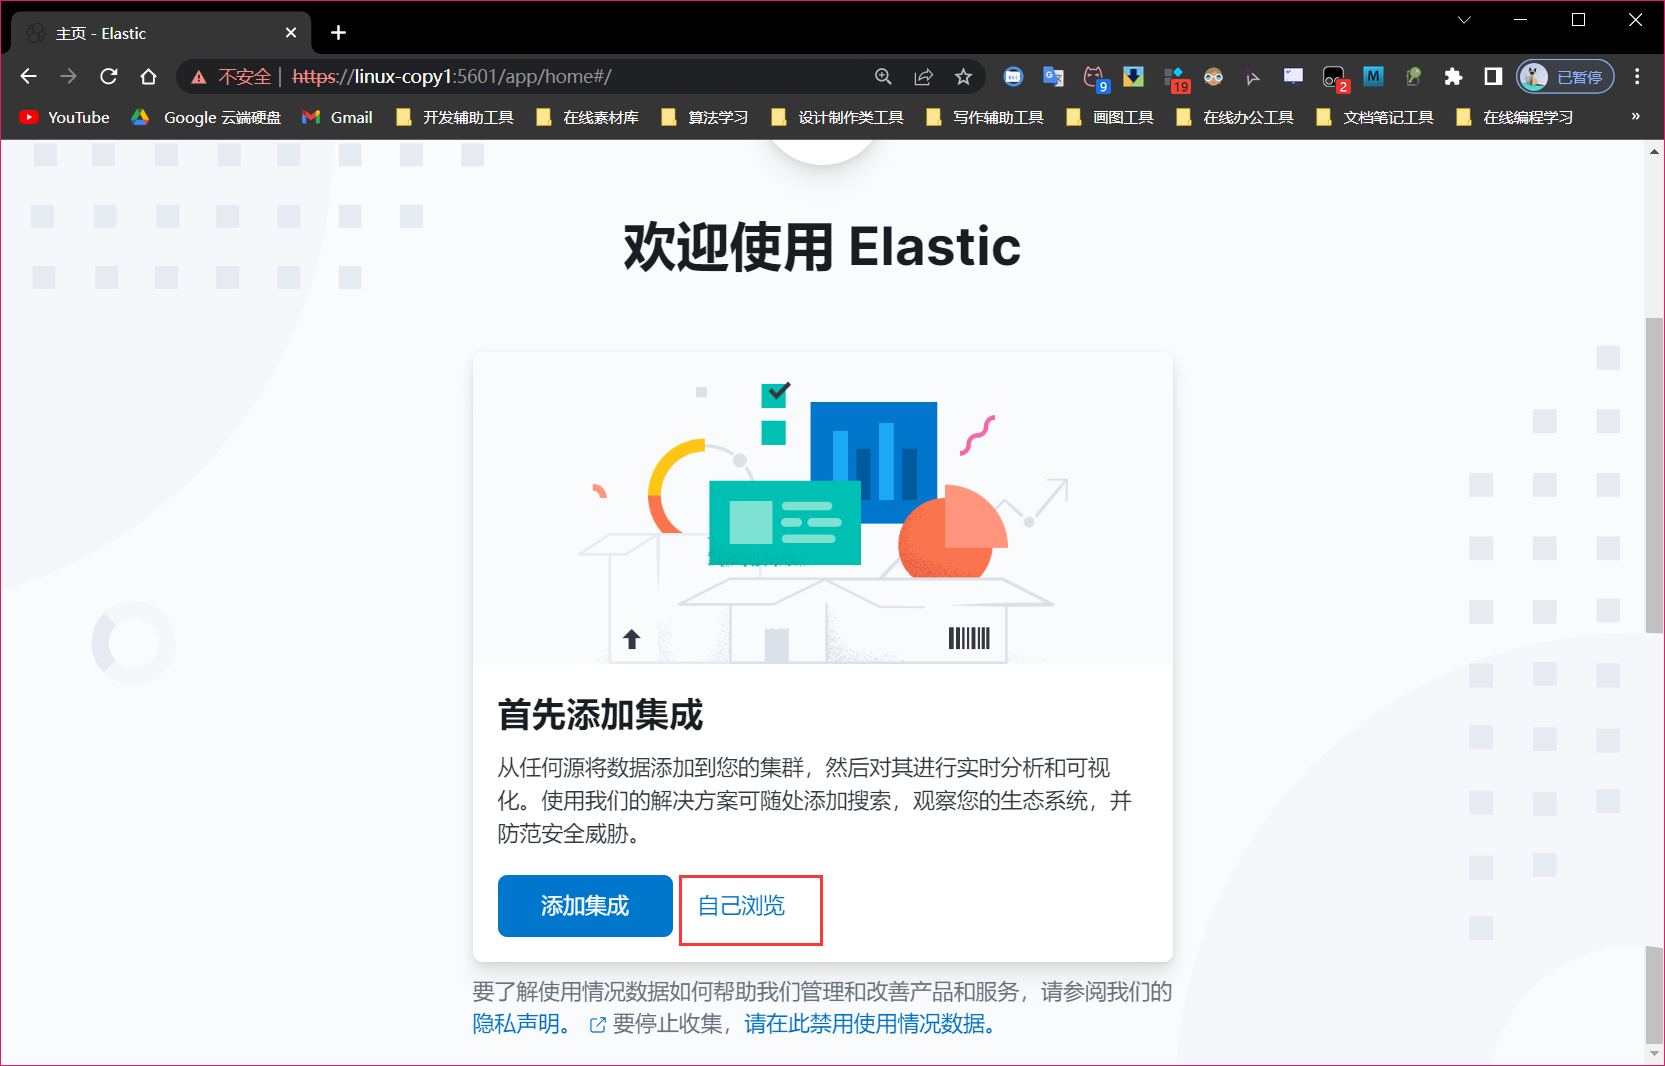 主页 - Elastic
不安全 | https://linux-copy1:5601/app/home#/
9
19
2
M
已暂停
YouTube
Google 云端硬盘
Gmail
开发辅助工具
在线素材库
算法学习
设计制作类工具
写作辅助工具
画图工具
在线办公工具
文档笔记工具
在线编程学习
»
欢迎使用 Elastic
首先添加集成
从任何源将数据添加到您的集群，然后对其进行实时分析和可视
化。使用我们的解决方案可随处添加搜索，观察您的生态系统，并
防范安全威胁。
添加集成
自己浏览
要了解使用情况数据如何帮助我们管理和改善产品和服务，请参阅我们的
隐私声明。 要停止收集，请在此禁用使用情况数据。